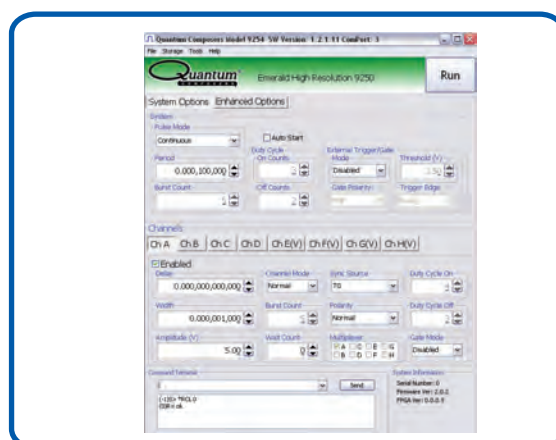 Quantum Composers Model 9254 SW Version: 1.2.1.11 ComPort: 3
File Storage Tools Help
Quantum
COMPOSERS
Emerald High Resolution 9250
Run
System Options Enhanced Options
System
Pulse Mode
Continuous
Auto Start
Duty Cycle
On Counts
External Trigger/Gate
Mode
Threshold (V)
Period
0.000,100,000
Disabled
Burst Count
Off Counts
Gate Polarity
Trigger Edge
Channels
Ch A Ch B Ch C Ch D Ch E(V) Ch F(V) Ch G(V) Ch H(V)
Enabled
Delay
Channel Mode
Sync Source
Duty Cycle On
0.000,000,000,000
Normal
T0
Width
Burst Count
Polarity
Duty Cycle Off
0.000,001,000
Normal
Amplitude (V)
Wait Count
Multiplexer
Gate Mode
5.00
0
A C E G
B D F H
Disabled
Command Terminal
System Information
Send
Serial Number: 0